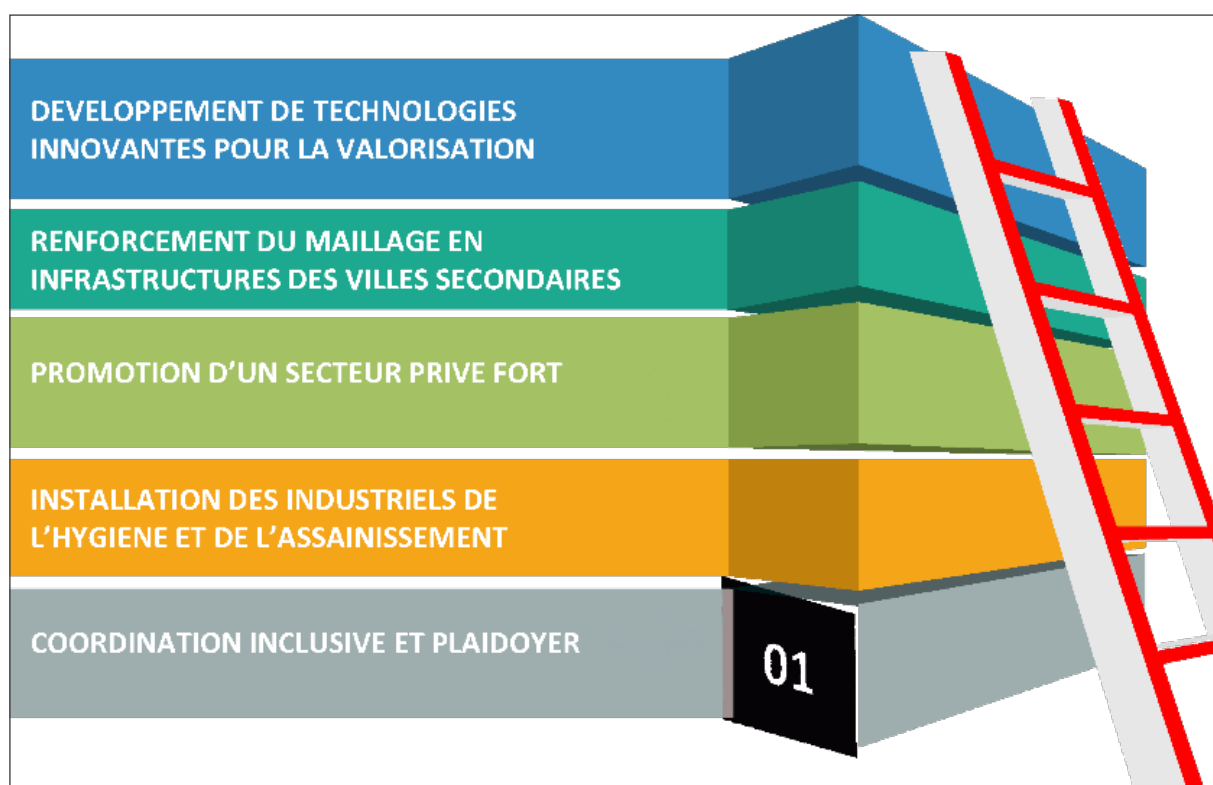 DEVELOPPEMENT DE TECHNOLOGIES
INNOVANTES POUR LA VALORISATION
RENFORCEMENT DU MAILLAGE EN
INFRASTRUCTURES DES VILLES SECONDAIRES
PROMOTION D’UN SECTEUR PRIVE FORT
INSTALLATION DES INDUSTRIELS DE
L’HYGIENE ET DE L’ASSAINISSEMENT
COORDINATION INCLUSIVE ET PLAIDOYER
01